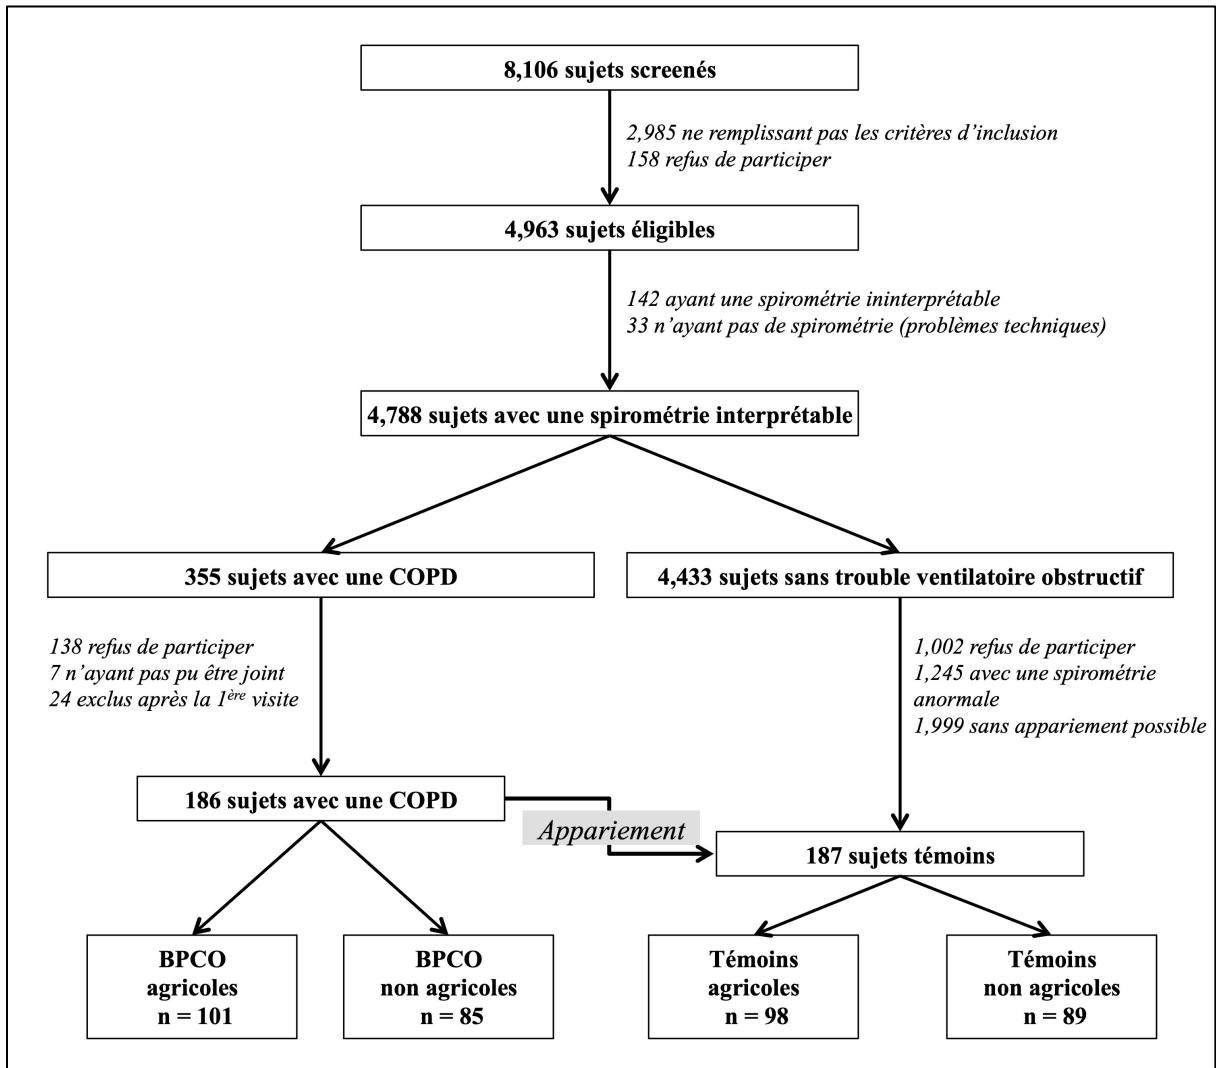 8,106 sujets screenés
2,985 ne remplissant pas les critères d’inclusion
158 refus de participer
4,963 sujets éligibles
142 ayant une spirométrie ininterprétable
33 n’ayant pas de spirométrie (problèmes techniques)
4,788 sujets avec une spirométrie interprétable
355 sujets avec une COPD
4,433 sujets sans trouble ventilatoire obstructif
138 refus de participer
7 n’ayant pas pu être joint
24 exclus après la 1ère visite
1,002 refus de participer
1,245 avec une spirométrie
anormale
1,999 sans appariement possible
186 sujets avec une COPD
Appariement
187 sujets témoins
BPCO
agricoles
n = 101
BPCO
non agricoles
n = 85
Témoins
agricoles
n = 98
Témoins
non agricoles
n = 89